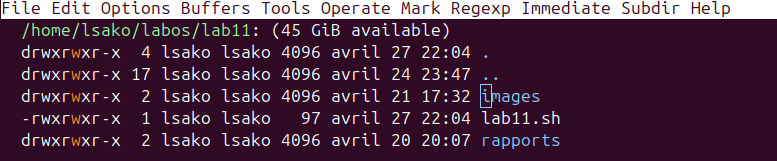 File Edit Options Buffers Tools Operate Mark Regexp Immediate Subdir Help
/home/lsako/labos/lab11: (45 GiB available)
drwxrwxr-x 4 lsako lsako 4096 avril 27 22:04 .
drwxrwxr-x 17 lsako lsako 4096 avril 24 23:47 ..
drwxrwxr-x 2 lsako lsako 4096 avril 21 17:32 images
-rwxrwxr-x 1 lsako lsako 97 avril 27 22:04 lab11.sh
drwxrwxr-x 2 lsako lsako 4096 avril 20 20:07 rapports